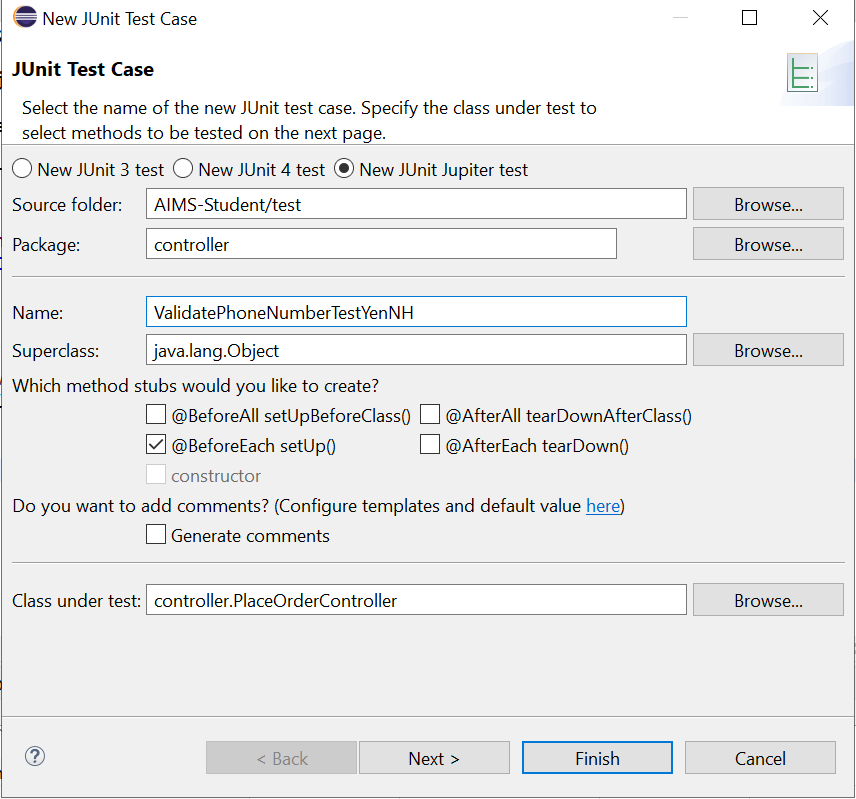 New JUnit Test Case
JUnit Test Case
Select the name of the new JUnit test case. Specify the class under test to
select methods to be tested on the next page.
New JUnit 3 test New JUnit 4 test New JUnit Jupiter test
Source folder: AIMS-Student/test Browse...
Package: controller Browse...
Name: ValidatePhoneNumberTestYenNH
Superclass: java.lang.Object Browse...
Which method stubs would you like to create?
@BeforeAll setUpBeforeClass() @AfterAll tearDownAfterClass()
@BeforeEach setUp() @AfterEach tearDown()
constructor
Do you want to add comments? (Configure templates and default value here)
Generate comments
Class under test: controller.PlaceOrderController Browse...
? < Back Next > Finish Cancel